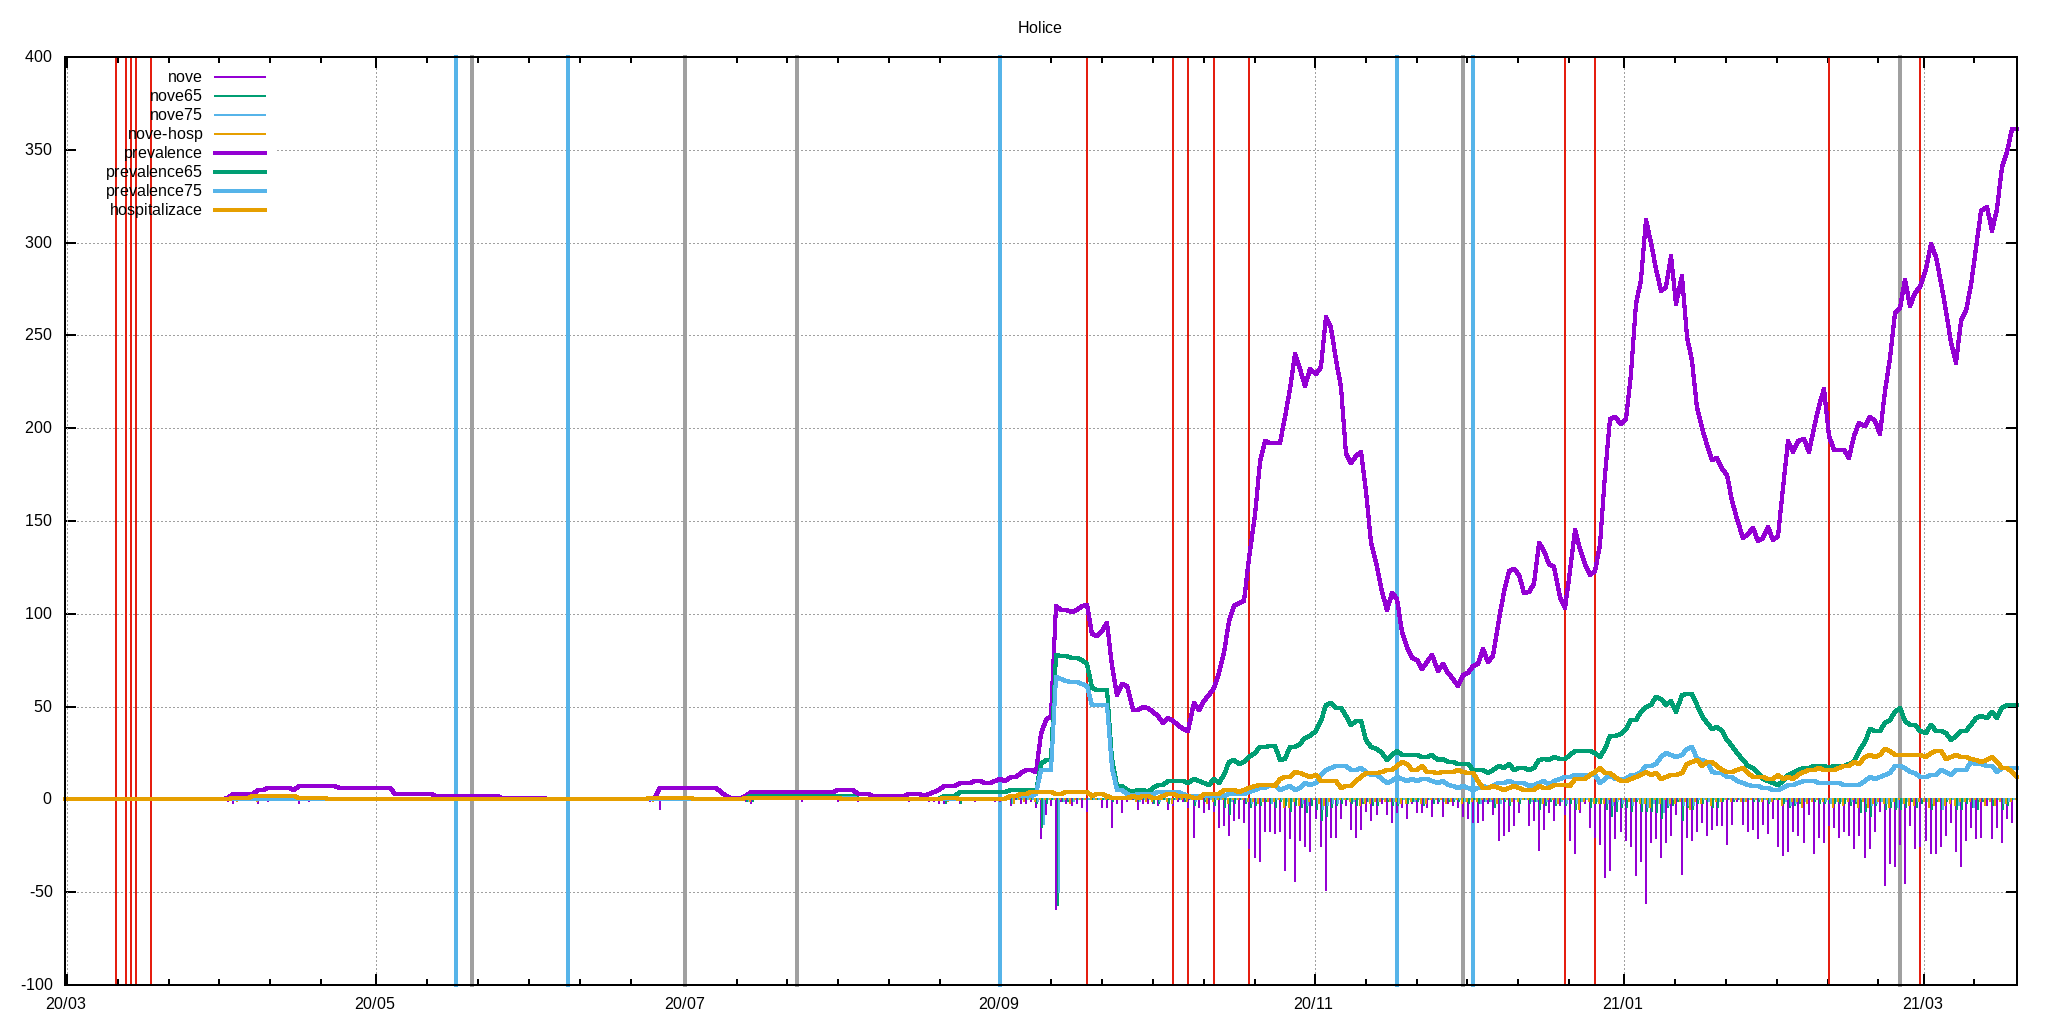 Holice
400
nove
nove65
nove75
nove-hosp
350
prevalence
prevalence65
prevalence75
hospitalizace
300
250
200
150
100
50
0
-50
-100
20/03 20/05 20/07 20/09 20/11 21/01 21/03